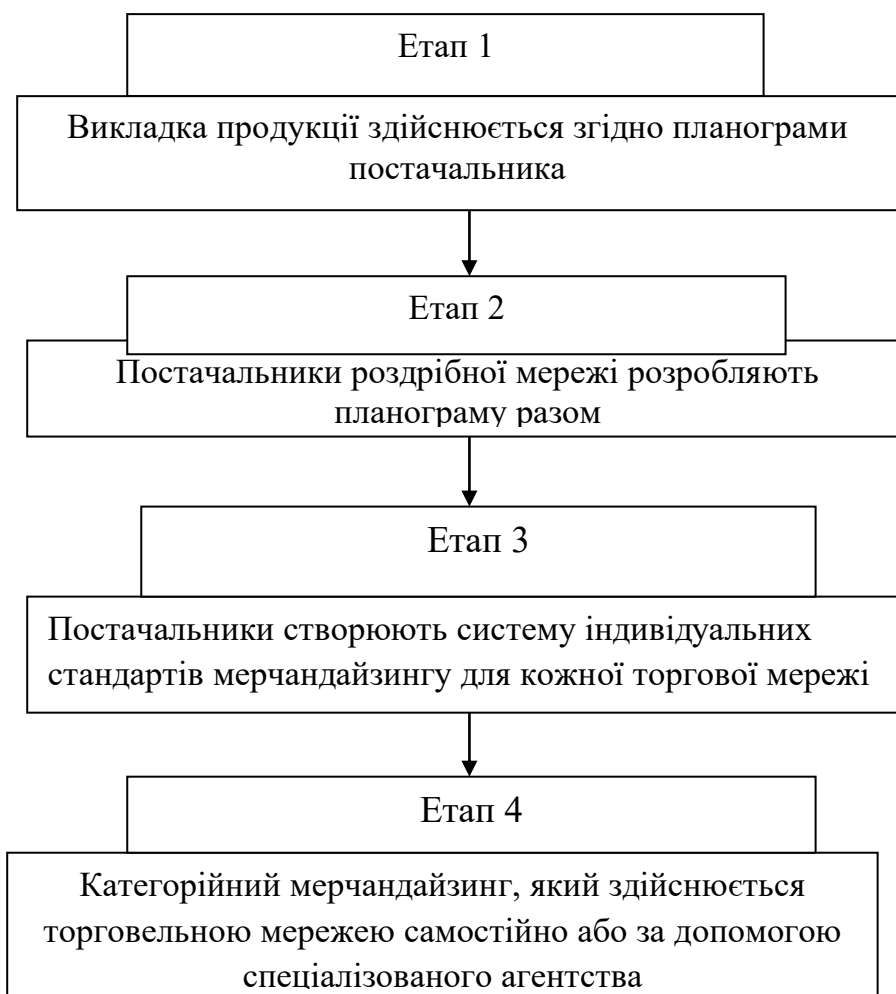 Етап 1
Викладка продукції здійснюється згідно планограми
постачальника
Етап 2
Постачальники роздрібної мережі розробляють
планограму разом
Етап 3
Постачальники створюють систему індивідуальних
стандартів мерчандайзингу для кожної торгової мережі
Етап 4
Категорійний мерчандайзинг, який здійснюється
торговельною мережею самостійно або за допомогою
спеціалізованого агентства